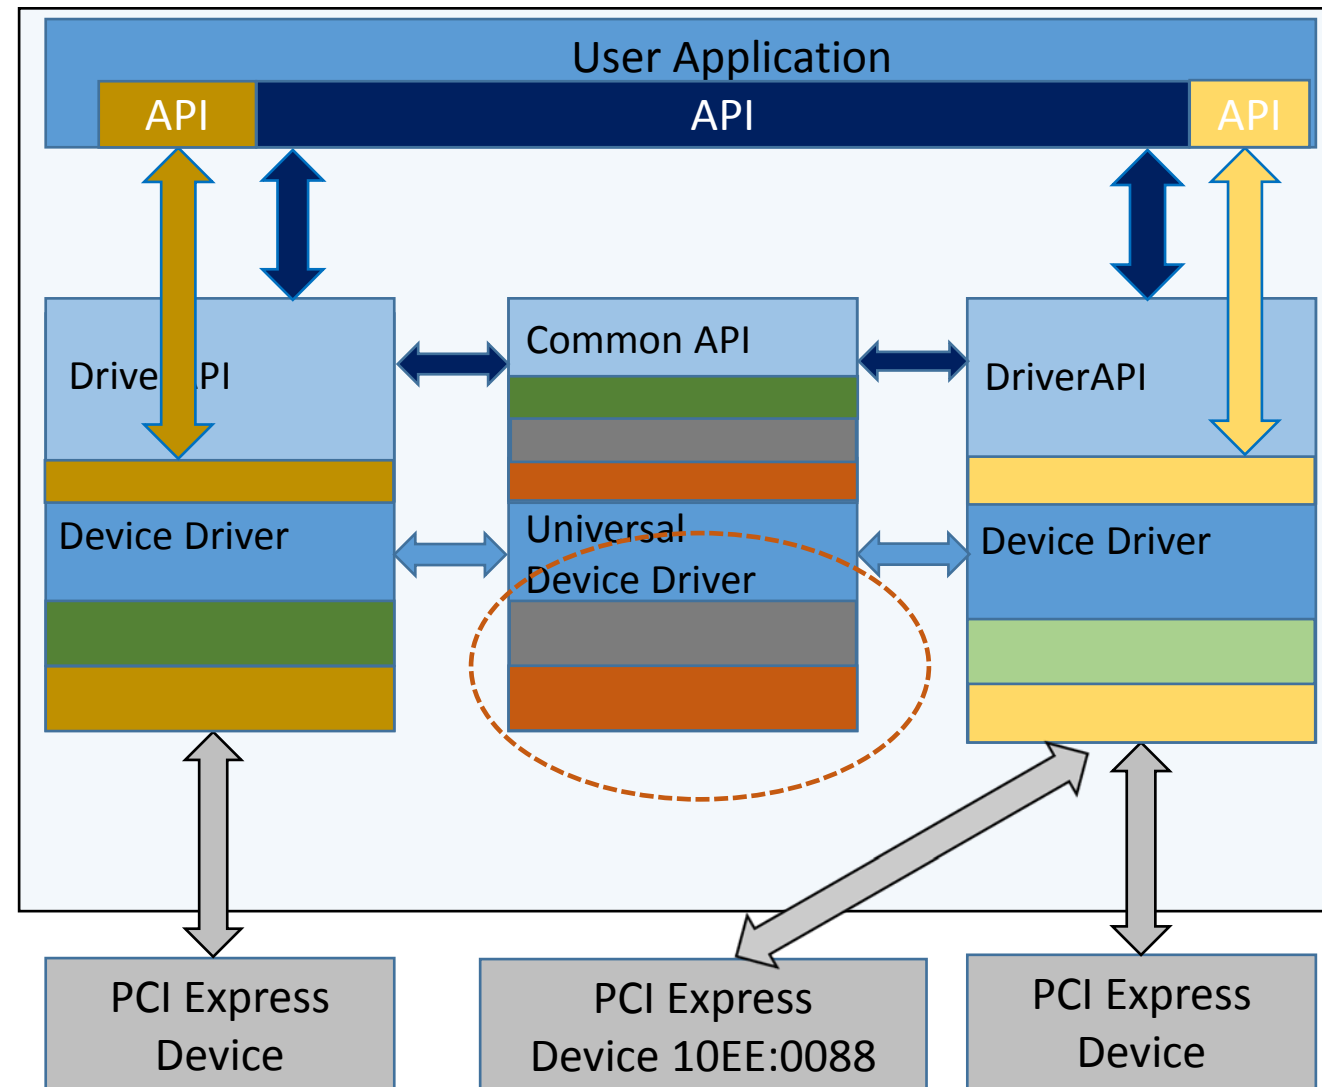 User Application
API
API
API
Drive PI
Common API
DriverAPI
Device Driver
Universal
Device Driver
Device Driver
PCI Express
Device
PCI Express
Device 10EE:0088
PCI Express
Device